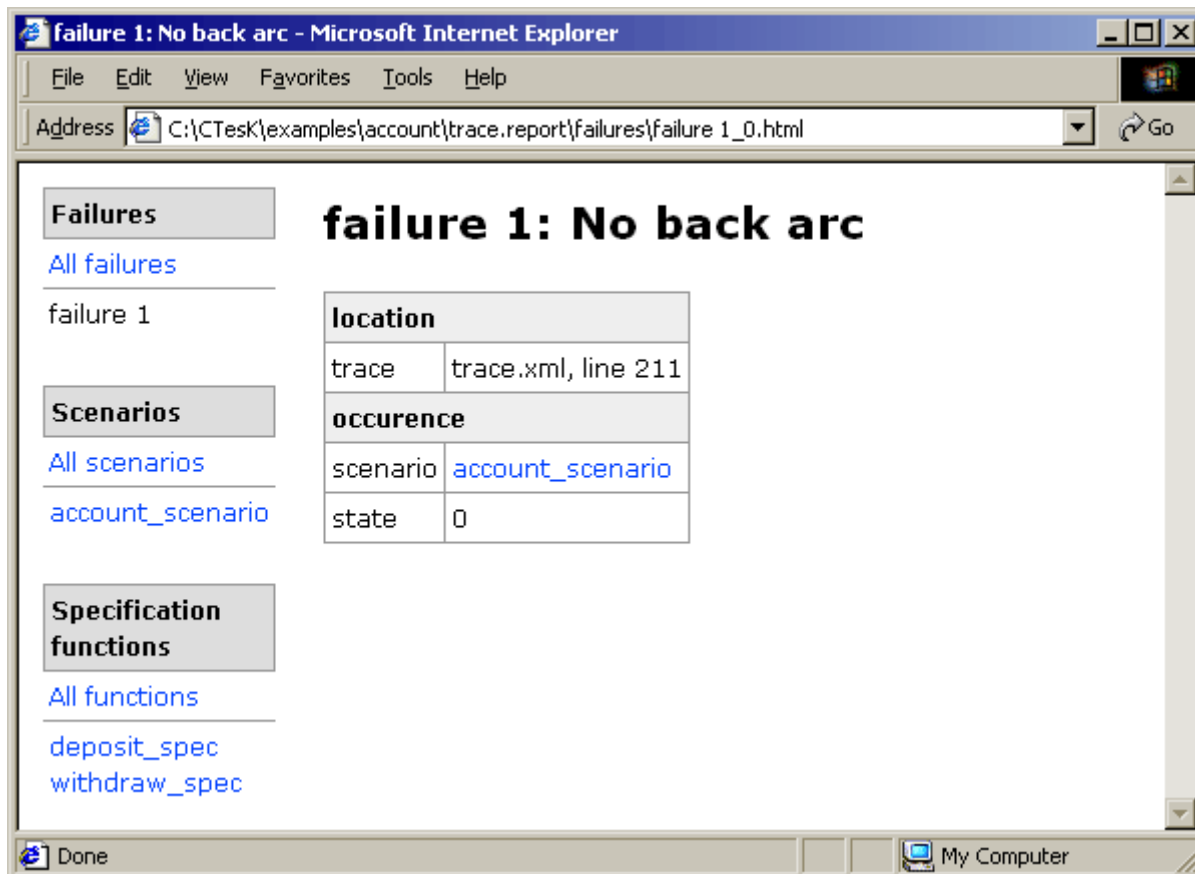 failure 1: No back arc - Microsoft Internet Explorer
File Edit View Favorites Tools Help
Address C:\CTesK\examples\account\trace.report\failures\failure 1_0.html Go
Failures
All failures
failure 1
Scenarios
All scenarios
account_scenario
Specification
functions
All functions
deposit_spec
withdraw_spec
failure 1: No back arc
location
trace trace.xml, line 211
occurence
scenario account_scenario
state 0
Done My Computer